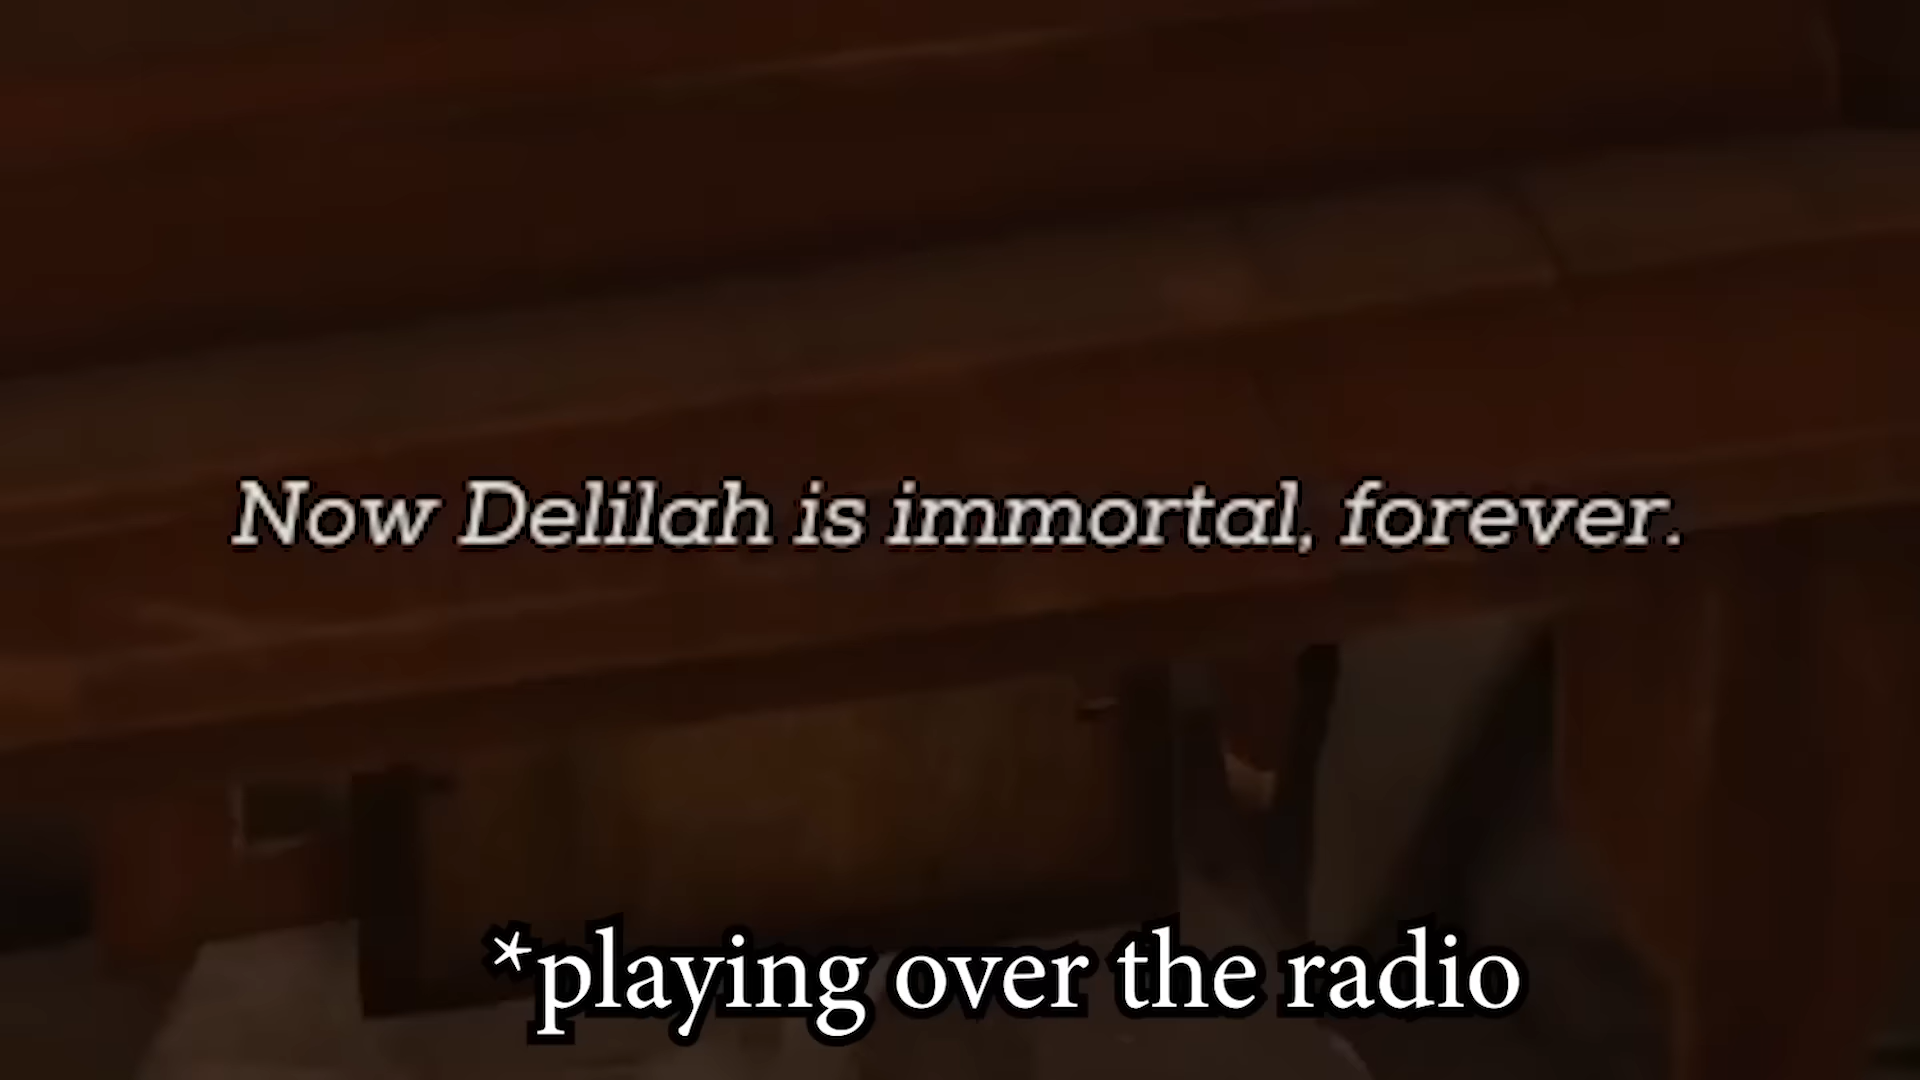 Now Delilah is immortal, forever.
*playing over the radio